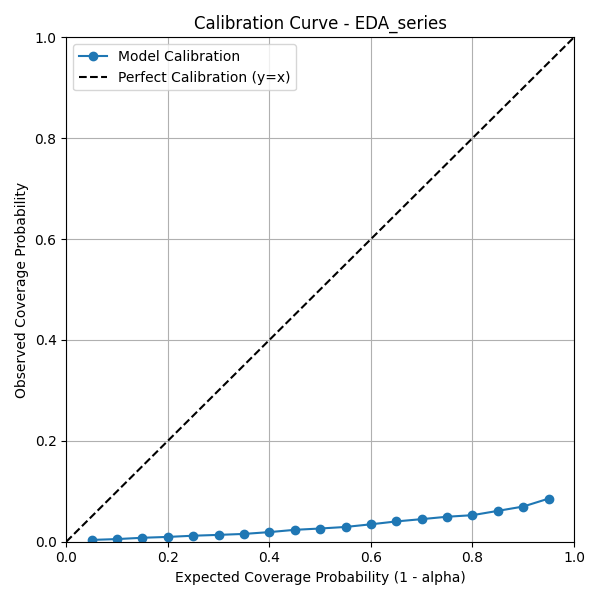 Calibration Curve - EDA_series
Model Calibration
Perfect Calibration (y=x)
Observed Coverage Probability
1.0
0.8
0.6
0.4
0.2
0.0
0.0 0.2 0.4 0.6 0.8 1.0
Expected Coverage Probability (1 - alpha)